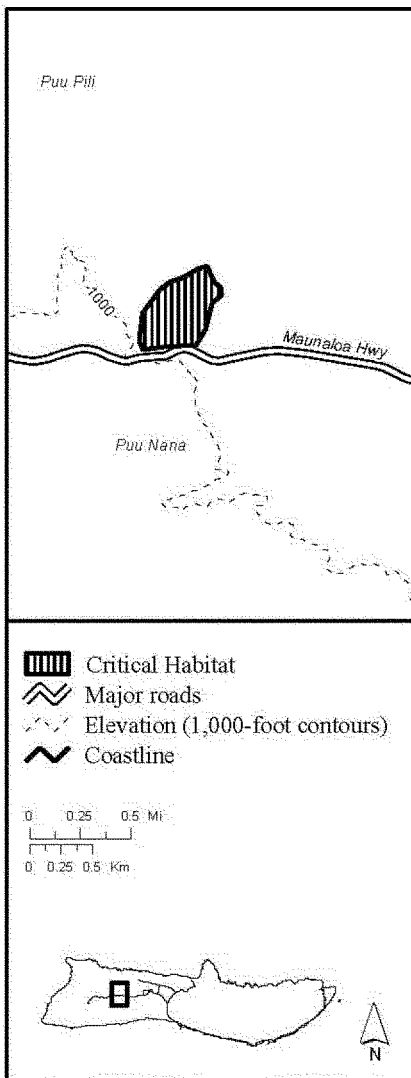 Puu Pili
1000
Maunaloa Hwy
Puu Nana
Critical Habitat
Major roads
Elevation (1,000-foot contours)
Coastline
0 0.25 0.5 Mi
0 0.25 0.5 Km
N